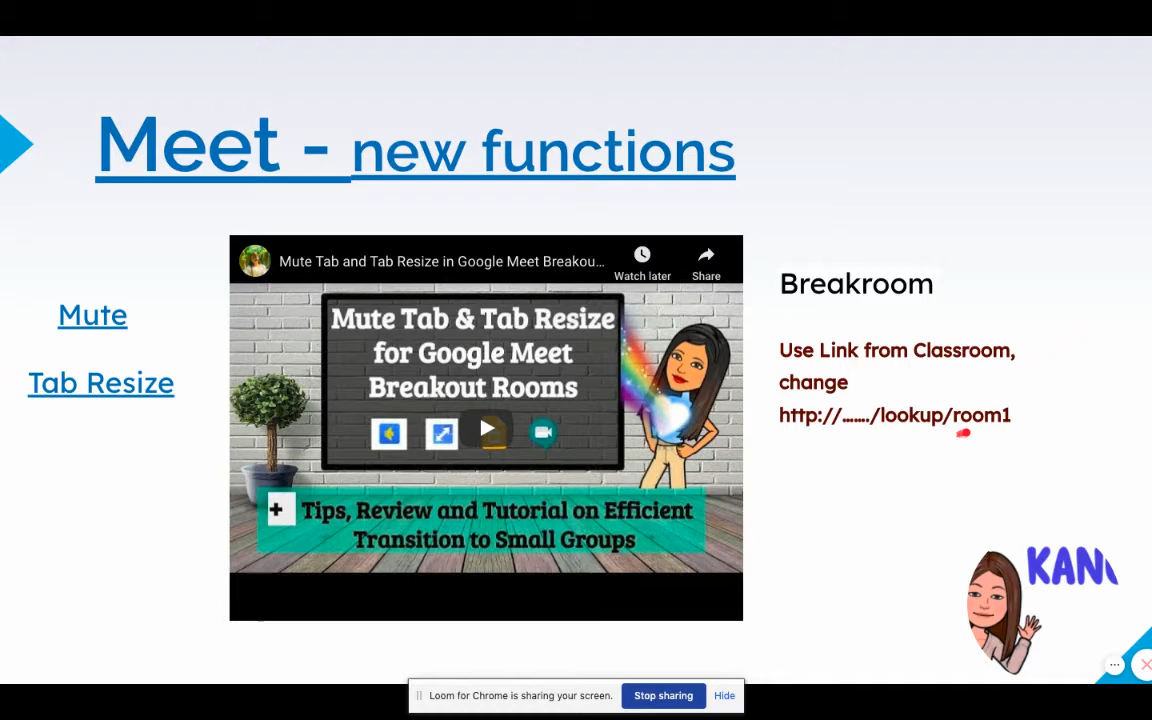 Meet - new functions
Mute
Tab Resize
Mute Tab and Tab Resize in Google Meet Breakou...
Watch later
Share
Mute Tab & Tab Resize
for Google Meet
Breakout Rooms
+ Tips, Review and Tutorial on Efficient
Transition to Small Groups
Breakroom
Use Link from Classroom,
change
http://......./lookup/room1
Loom for Chrome is sharing your screen.
Stop sharing
Hide